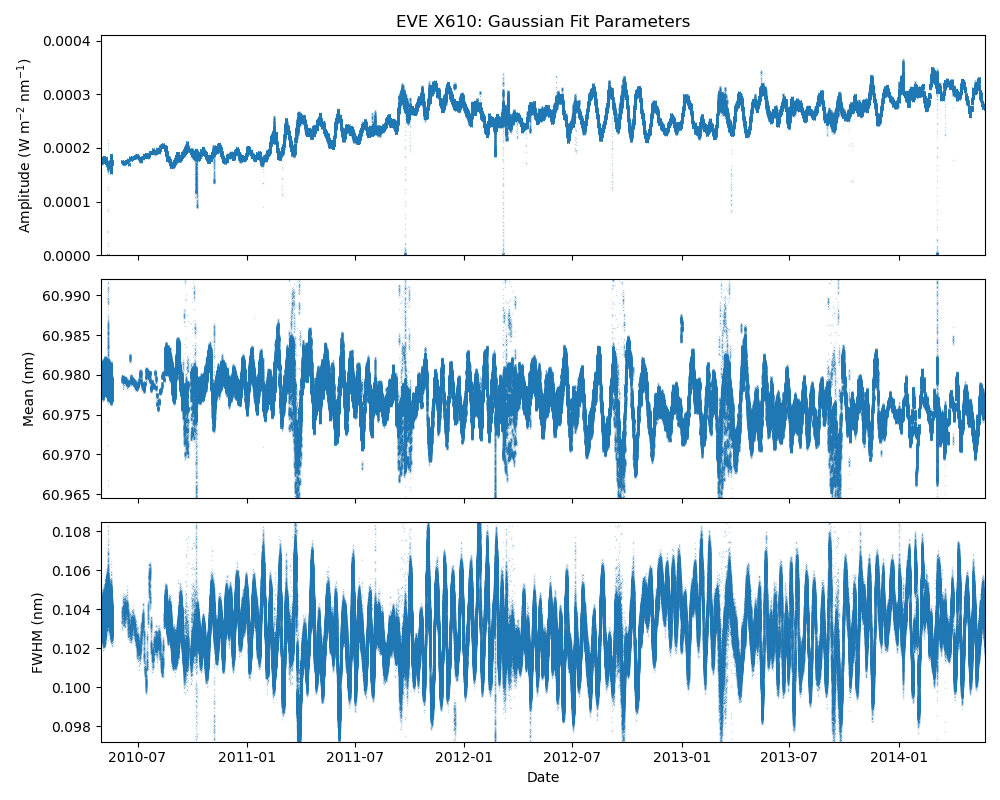 EVE X610: Gaussian Fit Parameters
Amplitude (W m⁻² nm⁻¹)
0.0004
0.0003
0.0002
0.0001
0.0000
Mean (nm)
60.990
60.985
60.980
60.975
60.970
60.965
FWHM (nm)
0.108
0.106
0.104
0.102
0.100
0.098
2010-07 2011-01 2011-07 2012-01 2012-07 2013-01 2013-07 2014-01
Date